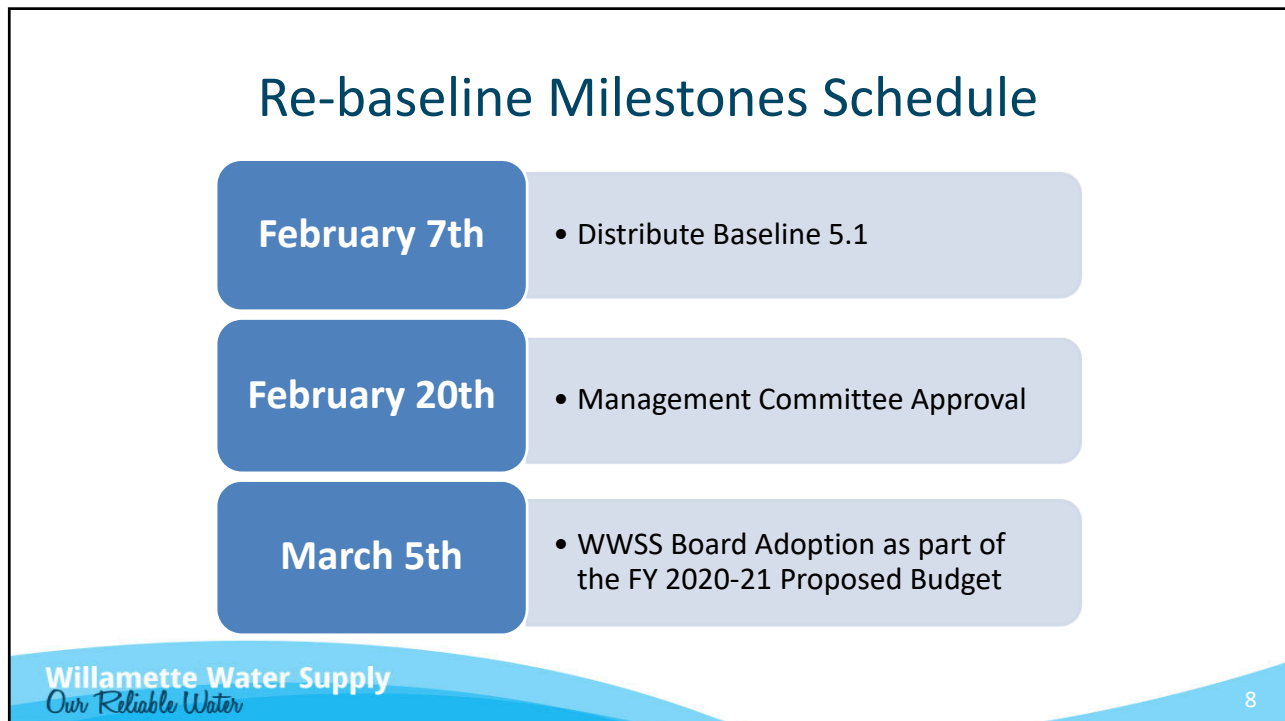 Re-baseline Milestones Schedule
February 7th
• Distribute Baseline 5.1
February 20th
• Management Committee Approval
March 5th
• WWSS Board Adoption as part of
the FY 2020-21 Proposed Budget
Willamette Water Supply
Our Reliable Water
8